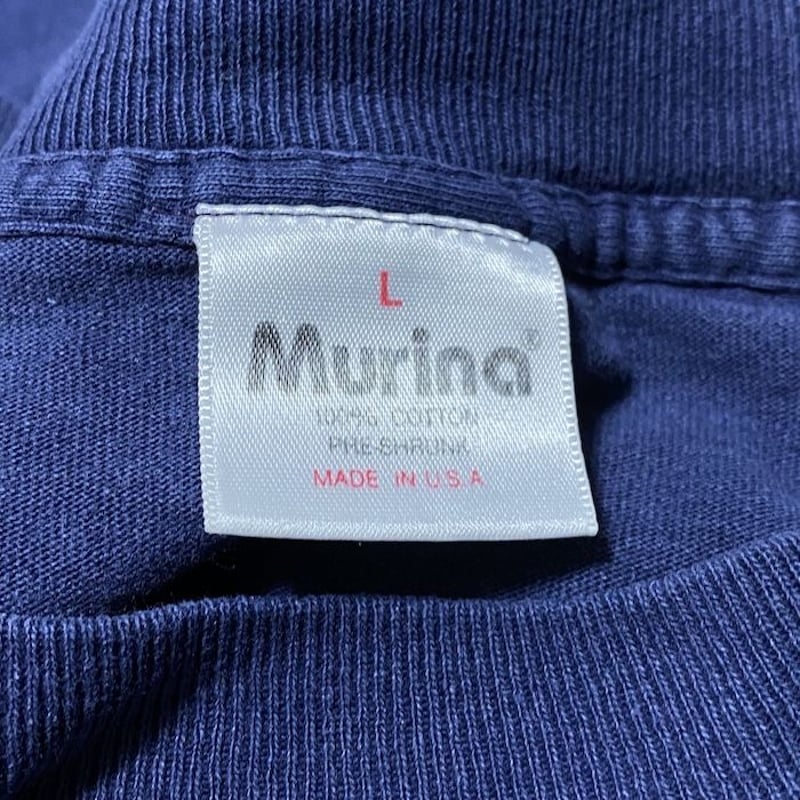 L
Murina®
100% COTTON
PRE-SHRUNK
MADE IN U.S.A